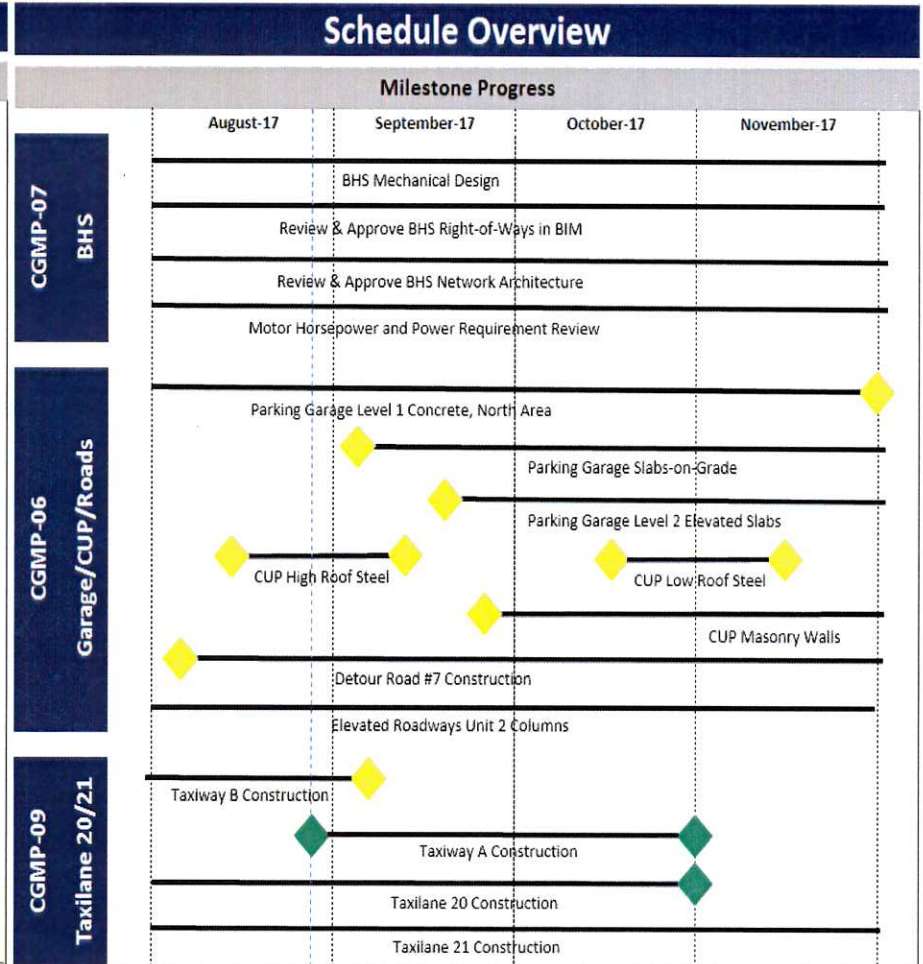 Schedule Overview
Milestone Progress
August-17 September-17 October-17 November-17
CGMP-07
BHS
BHS Mechanical Design
Review & Approve BHS Right-of-Ways in BIM
Review & Approve BHS Network Architecture
Motor Horsepower and Power Requirement Review
CGMP-06
Garage/CUP/Roads
Parking Garage Level 1 Concrete, North Area
Parking Garage Slabs-on-Grade
Parking Garage Level 2 Elevated Slabs
CUP High Roof Steel CUP Low Roof Steel
CUP Masonry Walls
Detour Road #7 Construction
Elevated Roadways Unit 2 Columns
CGMP-09
Taxilane 20/21
Taxiway B Construction
Taxiway A Construction
Taxilane 20 Construction
Taxilane 21 Construction